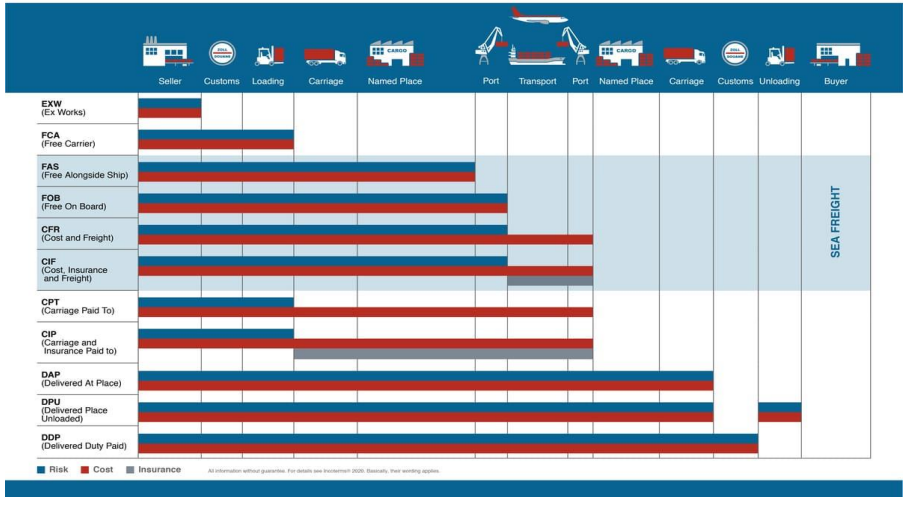 CARGO
CARGO
Seller Customs Loading Carriage Named Place Port Transport Port Named Place Carriage Customs Unloading Buyer
EXW
(Ex Works)
FCA
(Free Carrier)
FAS
(Free Alongside Ship)
FOB
(Free On Board)
CFR
(Cost and Freight)
CIF
(Cost, Insurance
and Freight)
CPT
(Carriage Paid To)
CIP
(Carriage and
Insurance Paid to)
DAP
(Delivered At Place)
DPU
(Delivered Place
Unloaded)
DDP
(Delivered Duty Paid)
SEA FREIGHT
Risk Cost Insurance
All information without guarantee. For details see Incoterms® 2020. Basically, their wording applies.